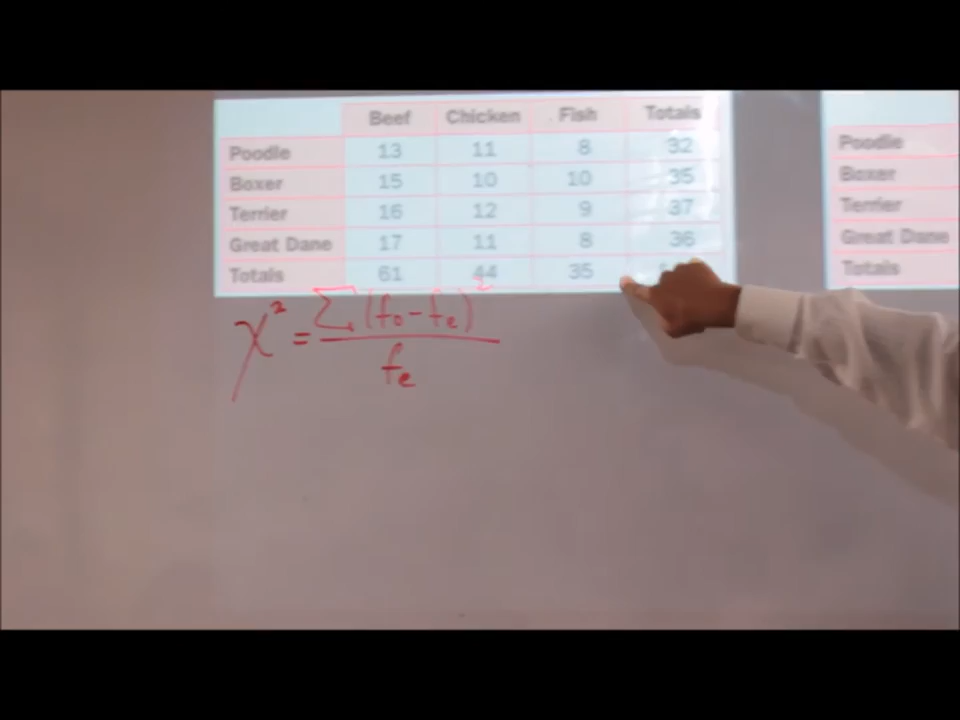 Beef Chicken Fish Totals
Poodle 13 11 8 32
Boxer 15 10 10 35
Terrier 16 12 9 37
Great Dane 17 11 8 36
Totals 61 44 35
χ² = Σ(fo - fe)²
fe
Poodle
Boxer
Terrier
Great Dane
Totals